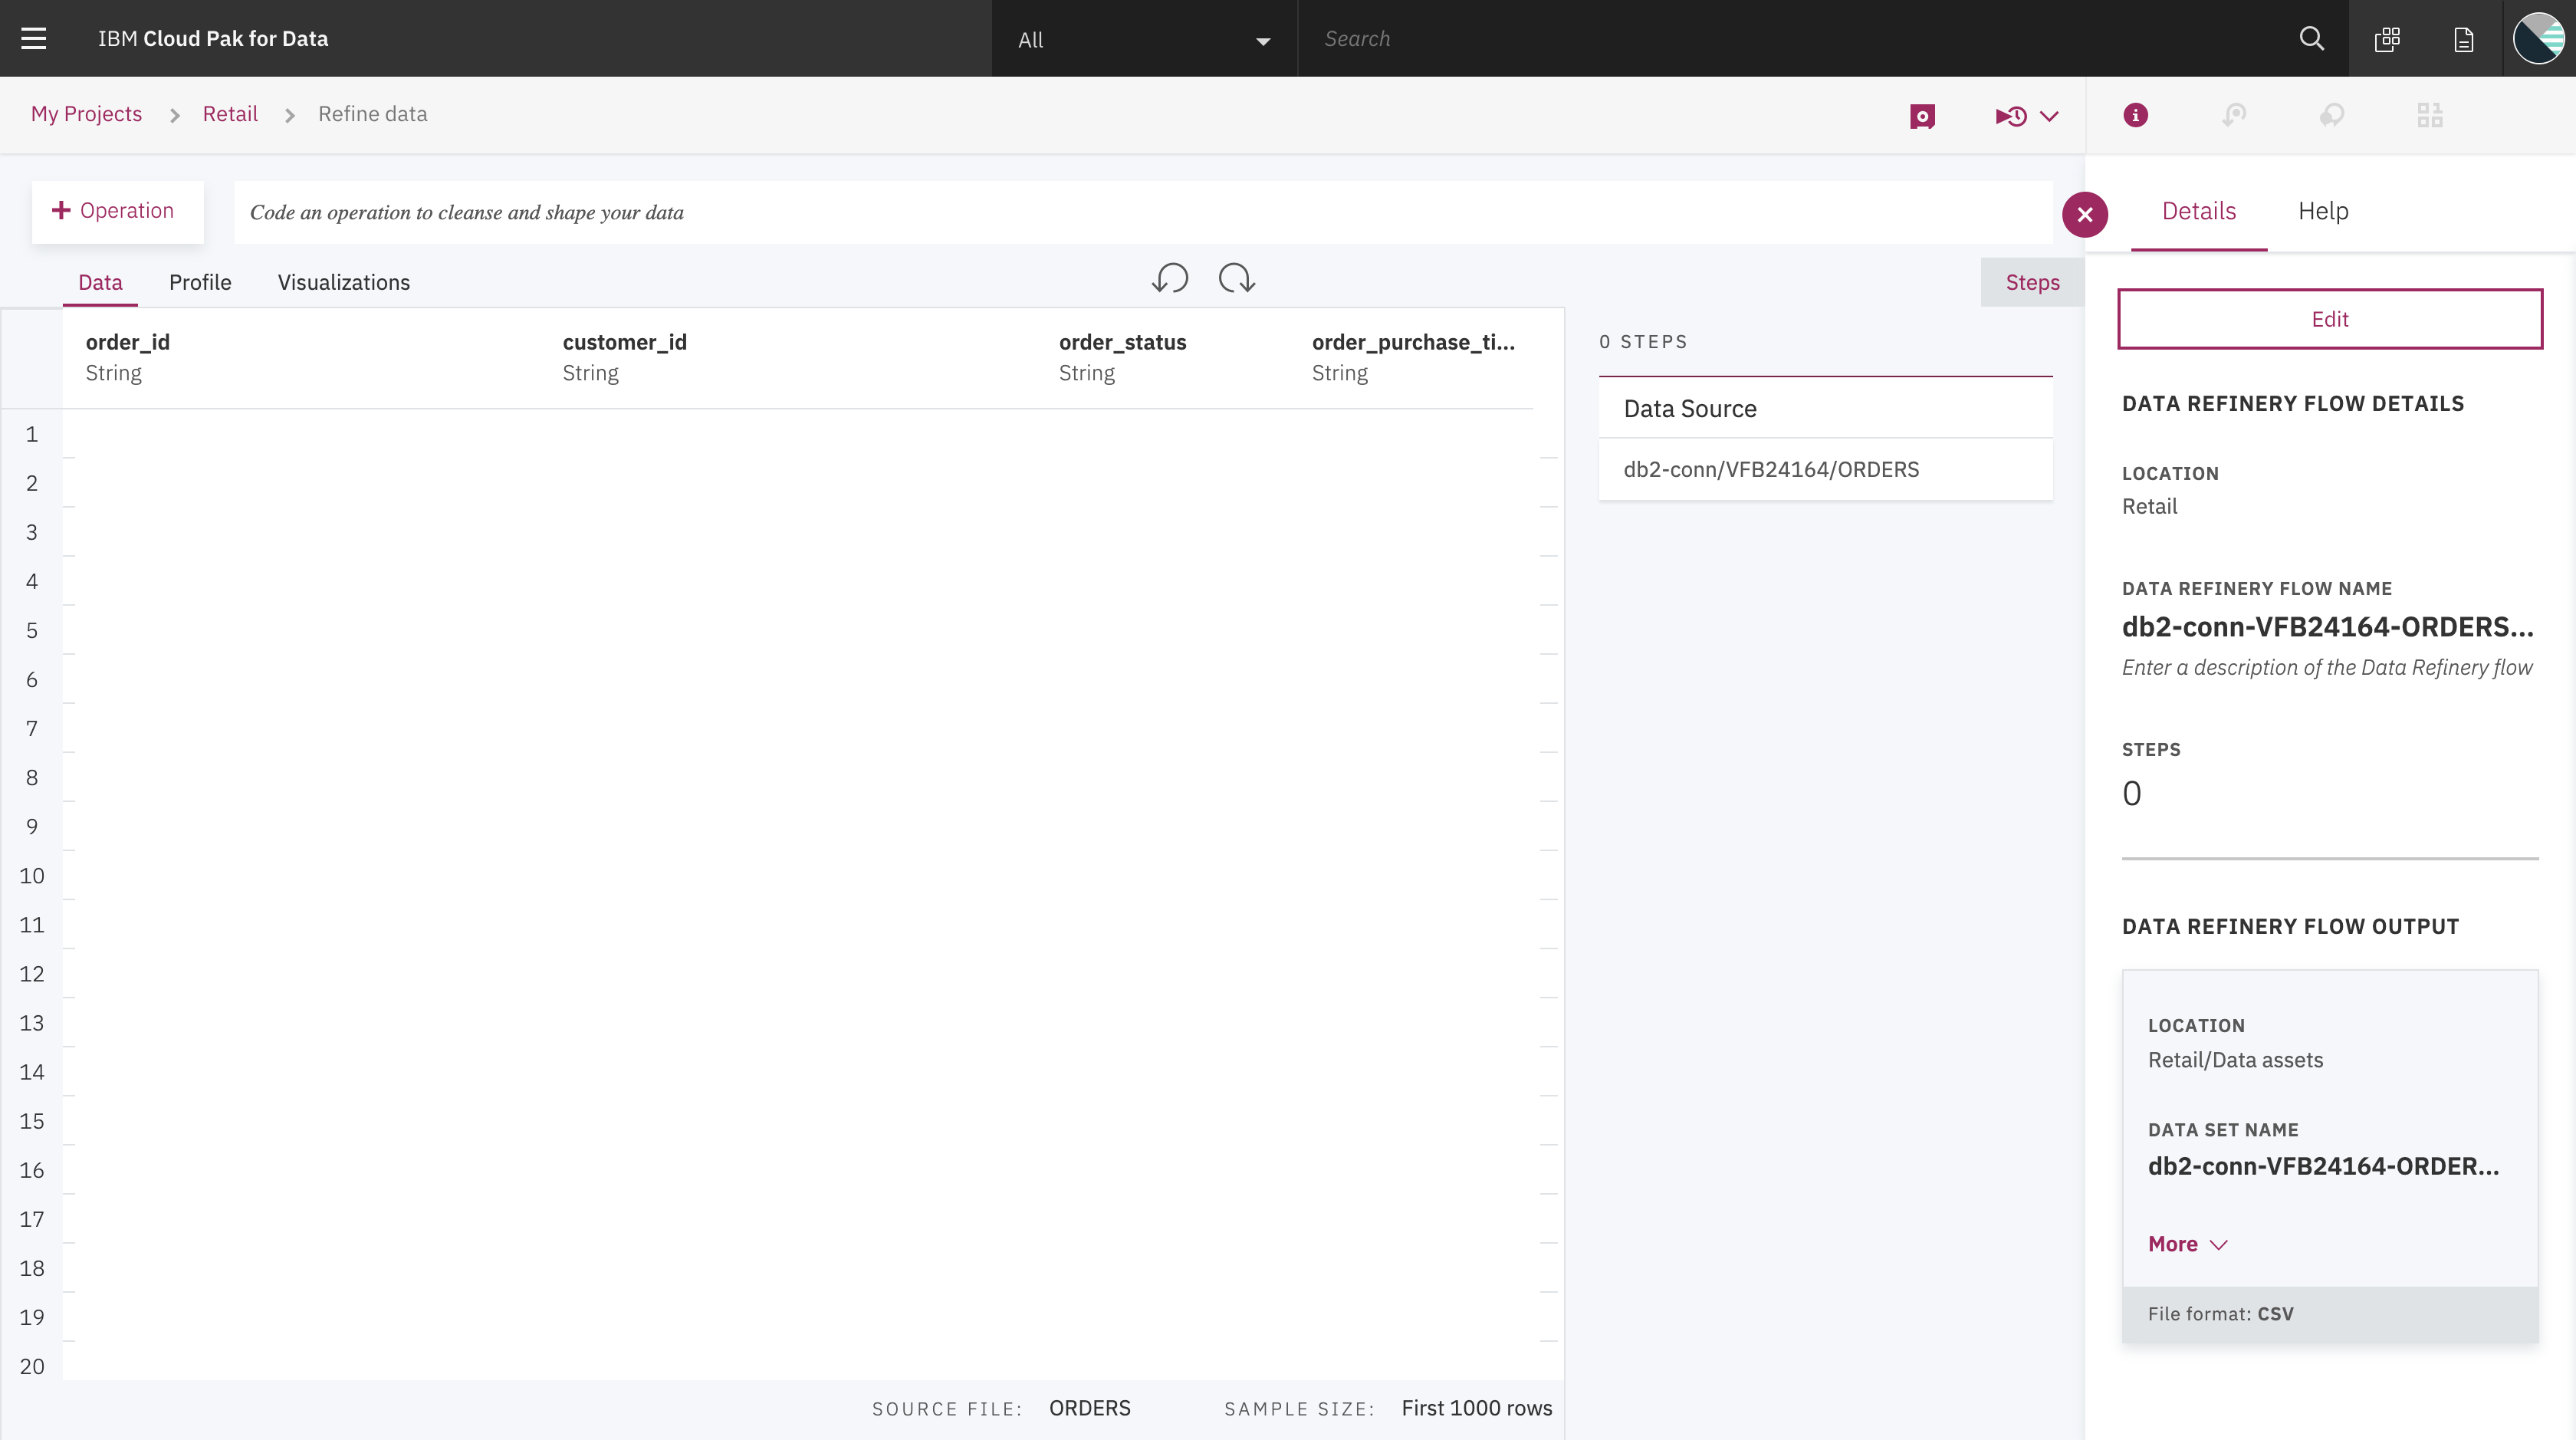 IBM Cloud Pak for Data
All
Search
My Projects
Retail
Refine data
Operation
Code an operation to cleanse and shape your data
Data
Profile
Visualizations
Steps
order_id
String
customer_id
String
order_status
String
order_purchase_ti...
String
1
2
3
4
5
6
7
8
9
10
11
12
13
14
15
16
17
18
19
20
SOURCE FILE: ORDERS
SAMPLE SIZE: First 1000 rows
0 STEPS
Data Source
db2-conn/VFB24164/ORDERS
Details
Help
Edit
DATA REFINERY FLOW DETAILS
LOCATION
Retail
DATA REFINERY FLOW NAME
db2-conn-VFB24164-ORDERS...
Enter a description of the Data Refinery flow
STEPS
0
DATA REFINERY FLOW OUTPUT
LOCATION
Retail/Data assets
DATA SET NAME
db2-conn-VFB24164-ORDER...
More
File format: CSV